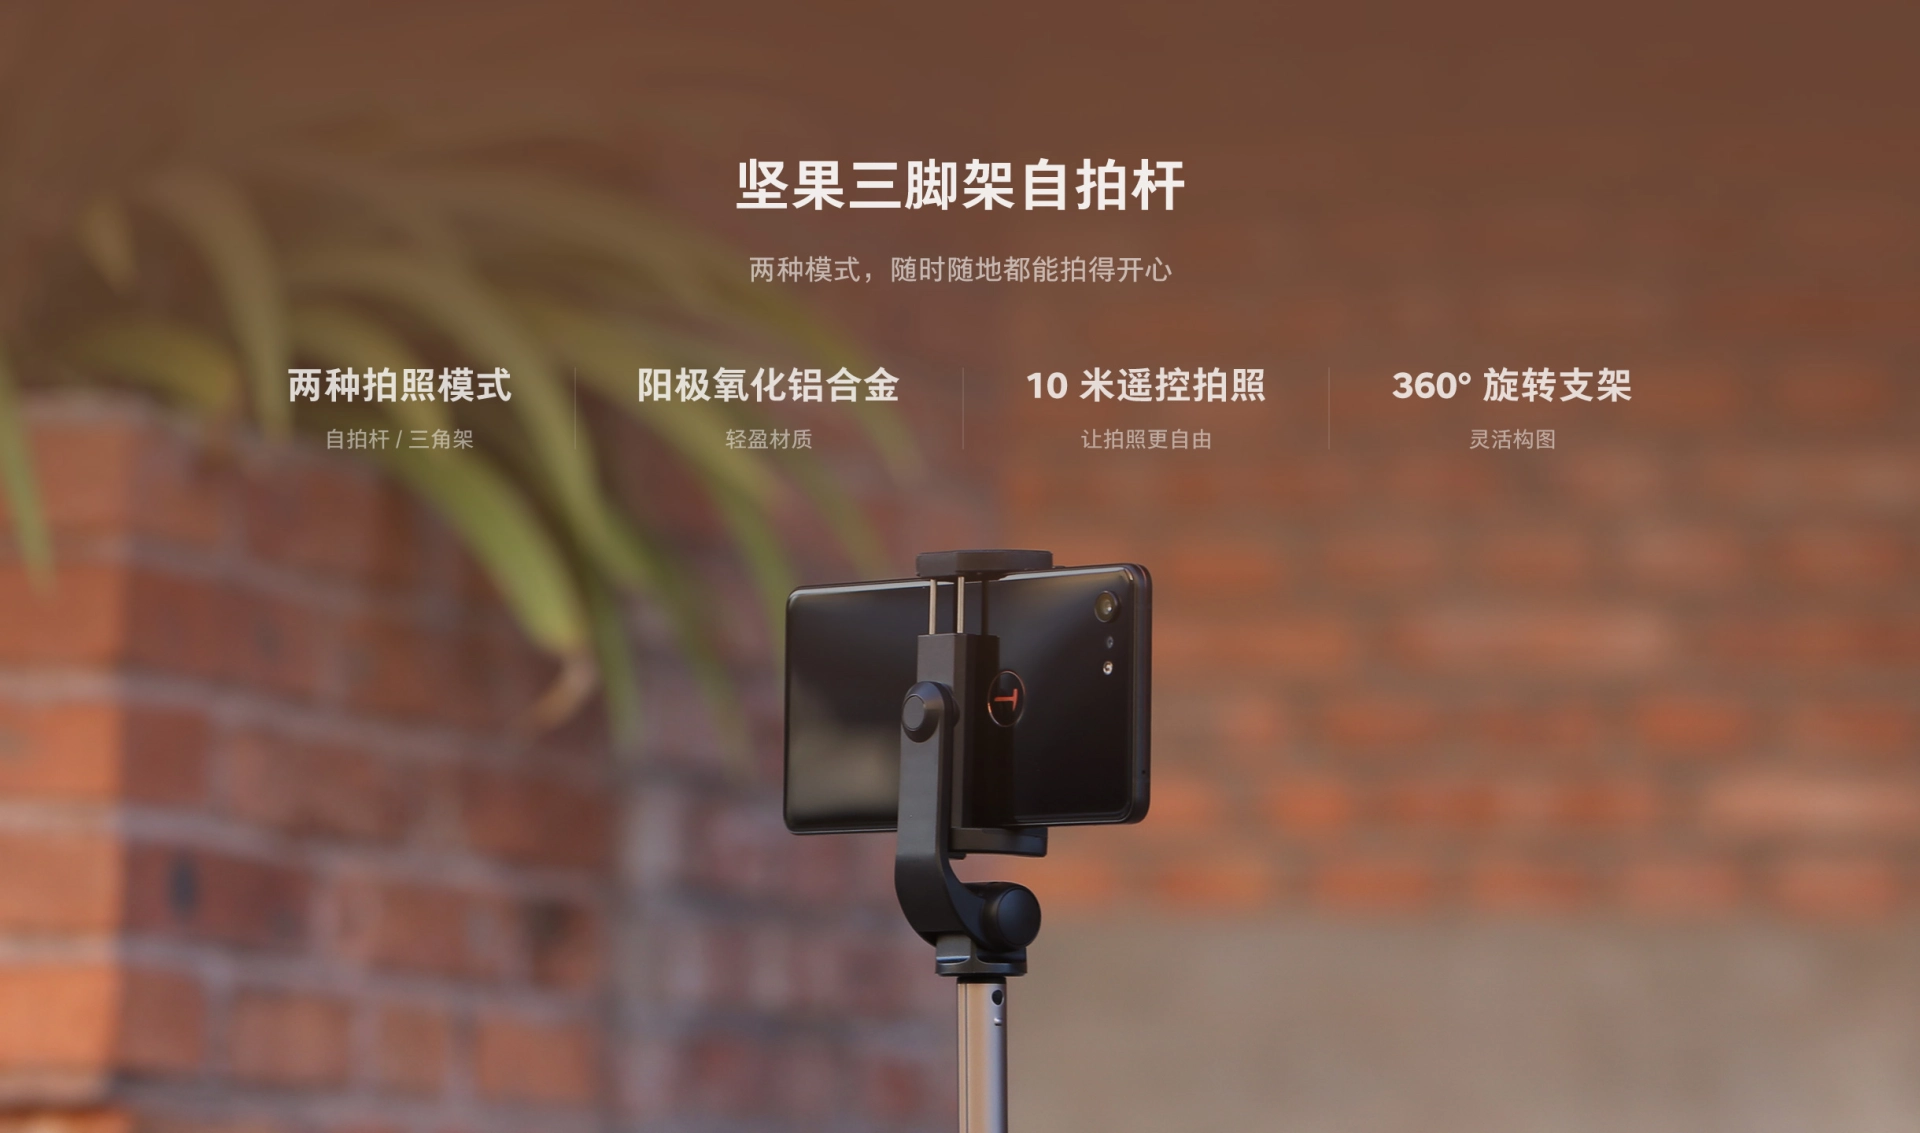 坚果三脚架自拍杆
两种模式，随时随地都能拍得开心
两种拍照模式
自拍杆 / 三角架
阳极氧化铝合金
轻盈材质
10 米遥控拍照
让拍照更自由
360° 旋转支架
灵活构图